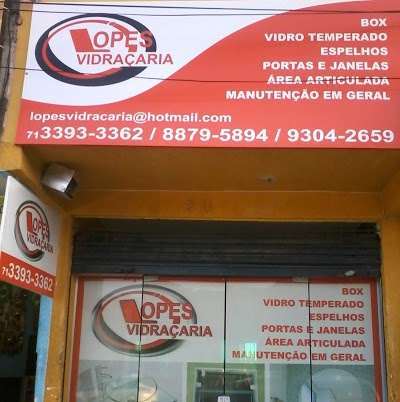 LOPES
VIDRAÇARIA
BOX
VIDRO TEMPERADO
ESPELHOS
PORTAS E JANELAS
ÁREA ARTICULADA
MANUTENÇÃO EM GERAL
lopesvidracaria@hotmail.com
71 3393-3362 / 8879-5894 / 9304-2659
LOPES
VIDRAÇARIA
71 3393-3362
LOPES
VIDRAÇARIA
BOX
VIDRO TEMPERADO
ESPELHOS
PORTAS E JANELAS
ÁREA ARTICULADA
MANUTENÇÃO EM GERAL